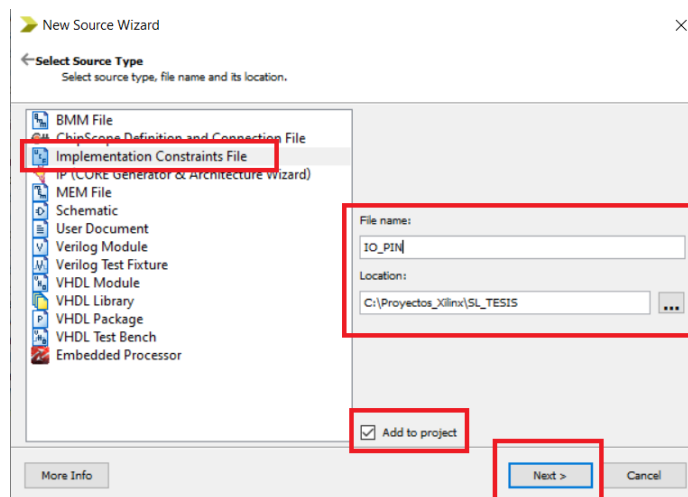 New Source Wizard
Select Source Type
Select source type, file name and its location.
BMM File
ChipScope Definition and Connection File
Implementation Constraints File
IP (CORE Generator & Architecture Wizard)
MEM File
Schematic
User Document
Verilog Module
Verilog Test Fixture
VHDL Module
VHDL Library
VHDL Package
VHDL Test Bench
Embedded Processor
File name:
IO_PIN
Location:
C:\Proyectos_Xilinx\SL_TESIS
...
Add to project
More Info
Next >
Cancel